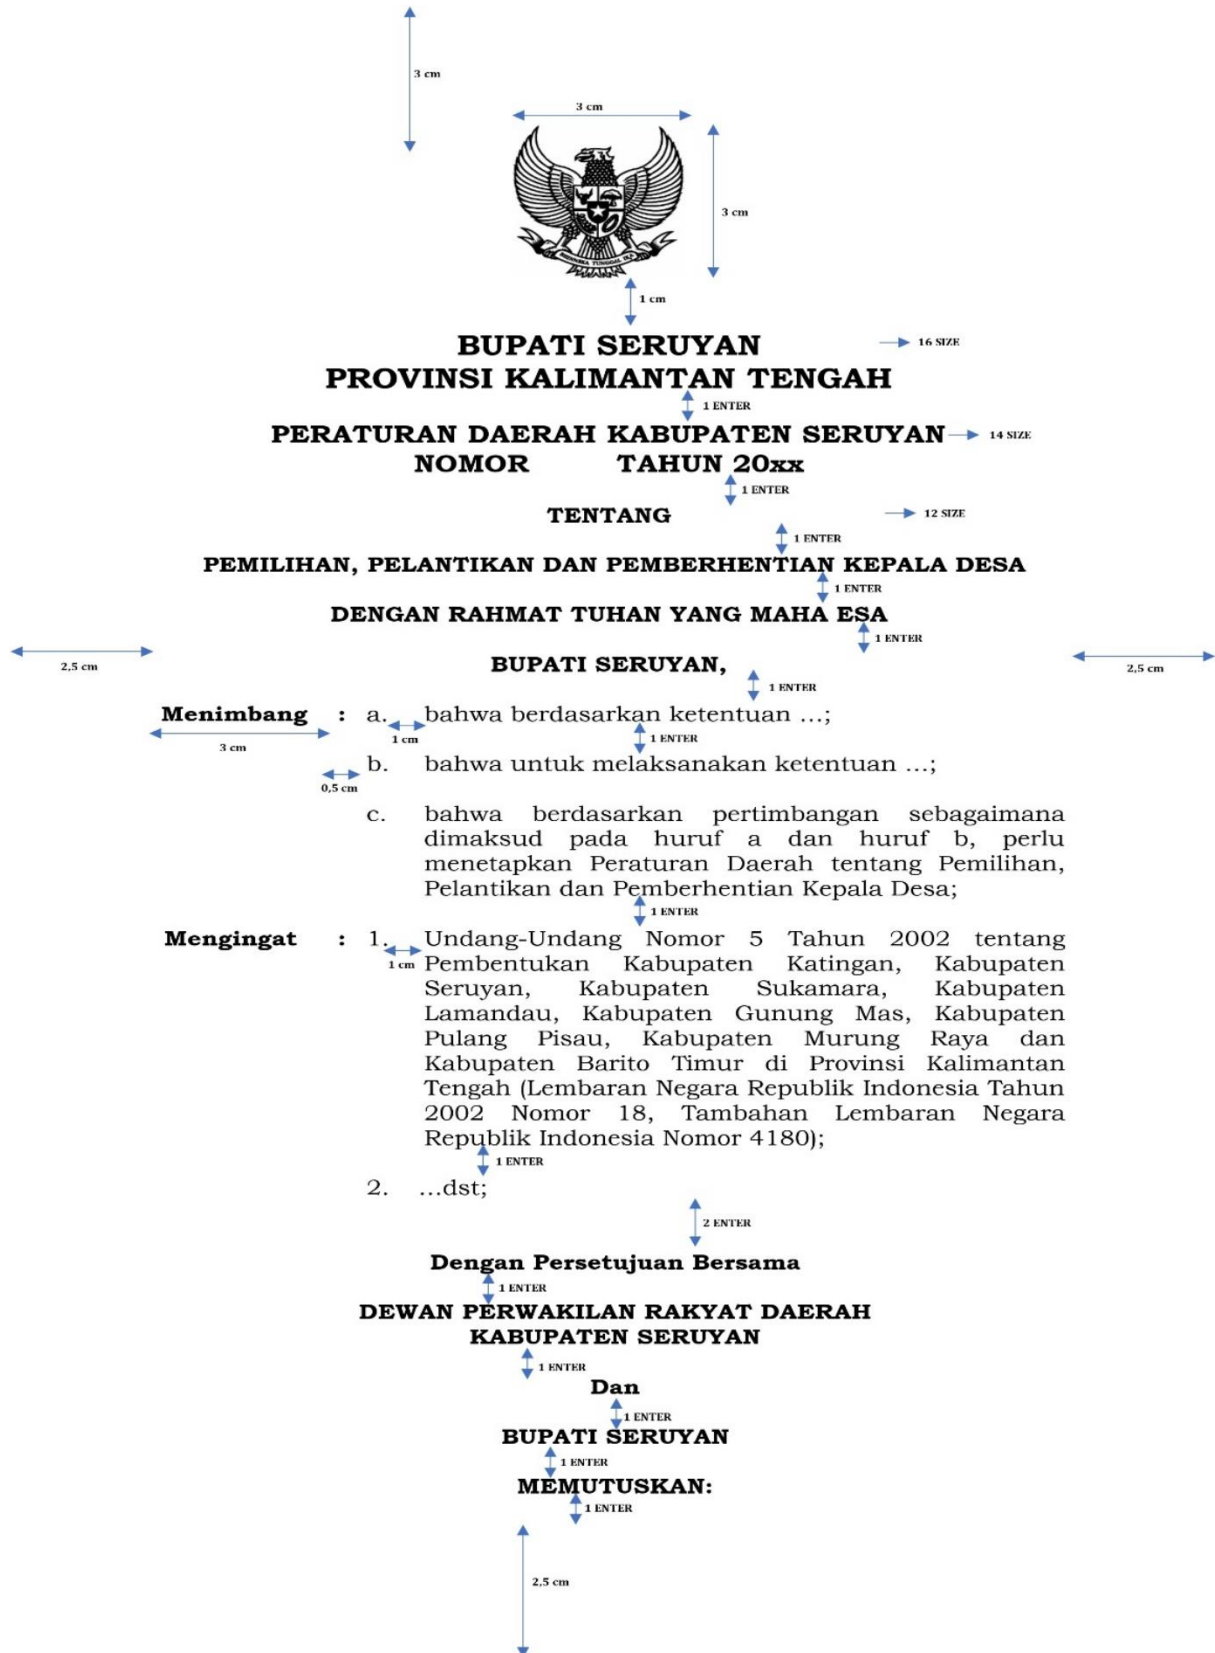 3 cm
3 cm
3 cm
BHINNEKA TUNGGAL IKA
1 cm
BUPATI SERUYAN
16 SIZE
PROVINSI KALIMANTAN TENGAH
1 ENTER
PERATURAN DAERAH KABUPATEN SERUYAN
14 SIZE
NOMOR TAHUN 20xx
1 ENTER
TENTANG
12 SIZE
1 ENTER
PEMILIHAN, PELANTIKAN DAN PEMBERHENTIAN KEPALA DESA
1 ENTER
DENGAN RAHMAT TUHAN YANG MAHA ESA
1 ENTER
2,5 cm
BUPATI SERUYAN,
2,5 cm
1 ENTER
Menimbang : a. bahwa berdasarkan ketentuan ...;
3 cm
1 cm
1 ENTER
b. bahwa untuk melaksanakan ketentuan ...;
0,5 cm
c. bahwa berdasarkan pertimbangan sebagaimana
dimaksud pada huruf a dan huruf b, perlu
menetapkan Peraturan Daerah tentang Pemilihan,
Pelantikan dan Pemberhentian Kepala Desa;
1 ENTER
Mengingat : 1. Undang-Undang Nomor 5 Tahun 2002 tentang
1 cm
Pembentukan Kabupaten Katingan, Kabupaten
Seruyan, Kabupaten Sukamara, Kabupaten
Lamandau, Kabupaten Gunung Mas, Kabupaten
Pulang Pisau, Kabupaten Murung Raya dan
Kabupaten Barito Timur di Provinsi Kalimantan
Tengah (Lembaran Negara Republik Indonesia Tahun
2002 Nomor 18, Tambahan Lembaran Negara
Republik Indonesia Nomor 4180);
1 ENTER
2. ...dst;
2 ENTER
Dengan Persetujuan Bersama
1 ENTER
DEWAN PERWAKILAN RAKYAT DAERAH
KABUPATEN SERUYAN
1 ENTER
Dan
1 ENTER
BUPATI SERUYAN
1 ENTER
MEMUTUSKAN:
1 ENTER
2,5 cm